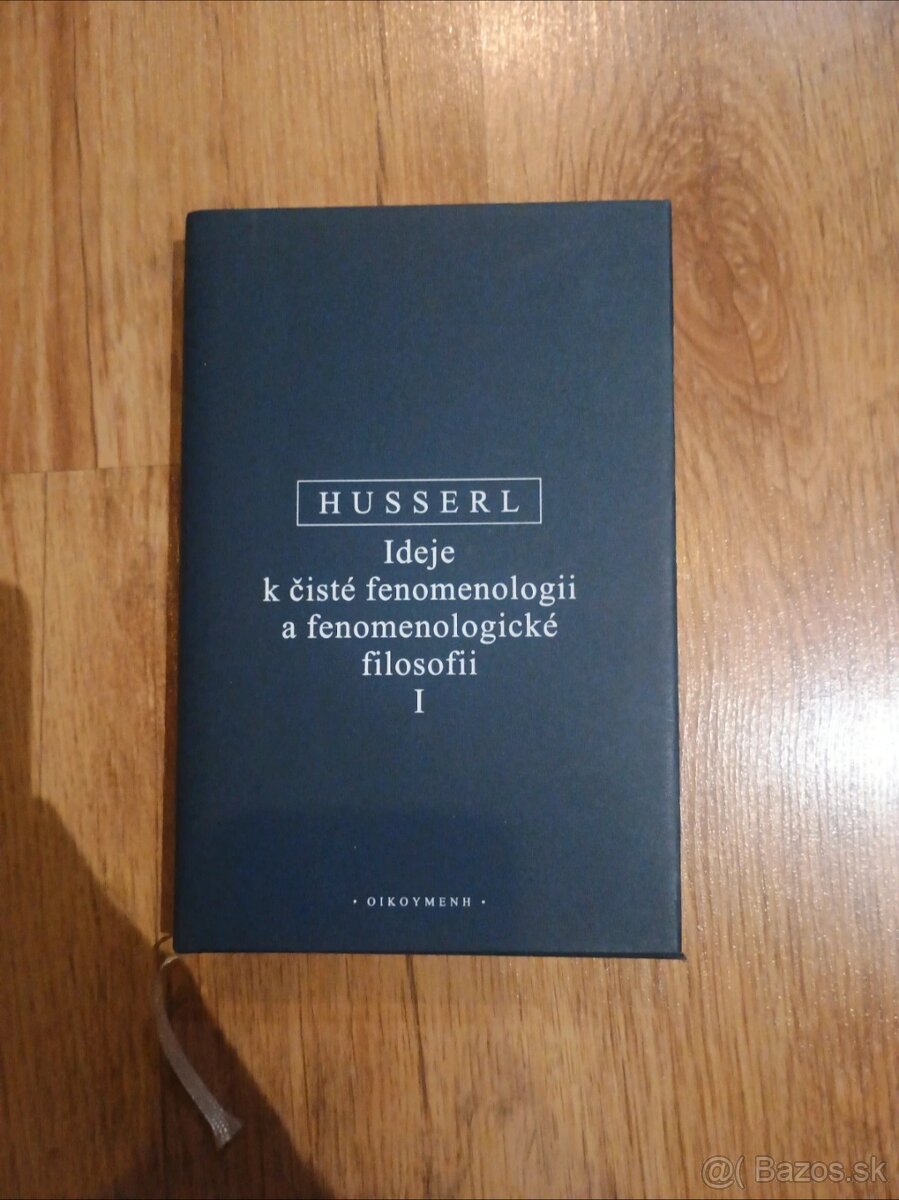 HUSSERL
Ideje
k čisté fenomenologii
a fenomenologické
filosofii
I
• OIKOYMENH •
@( Bazos.sk